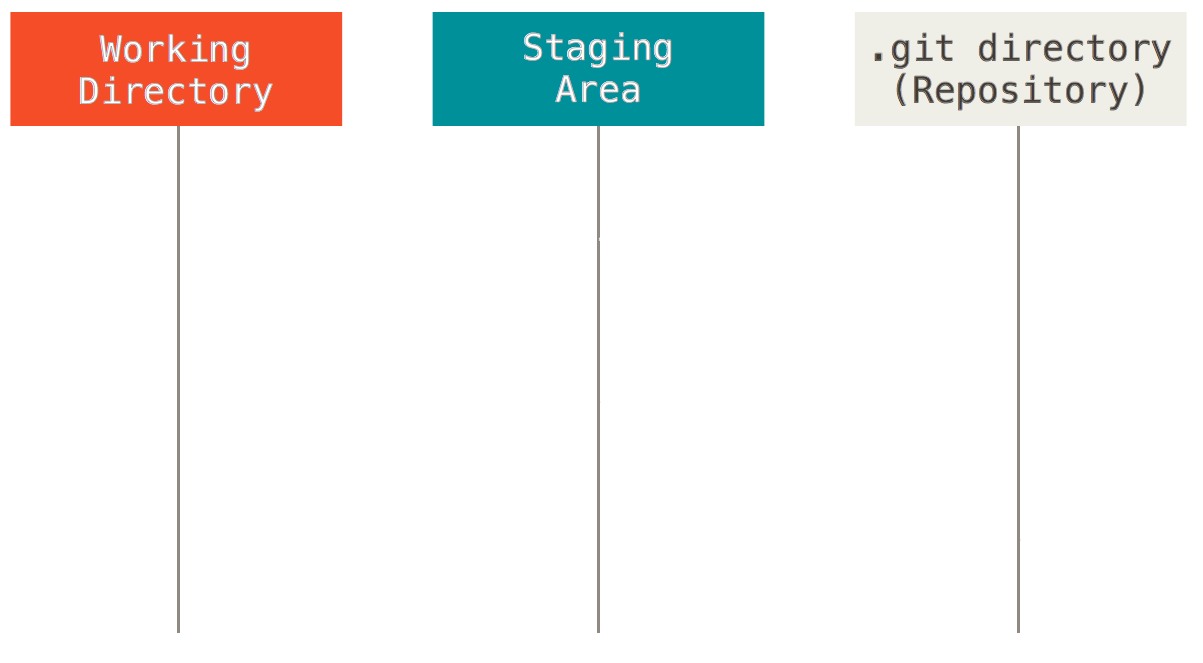 Working
Directory
Staging
Area
.git directory
(Repository)